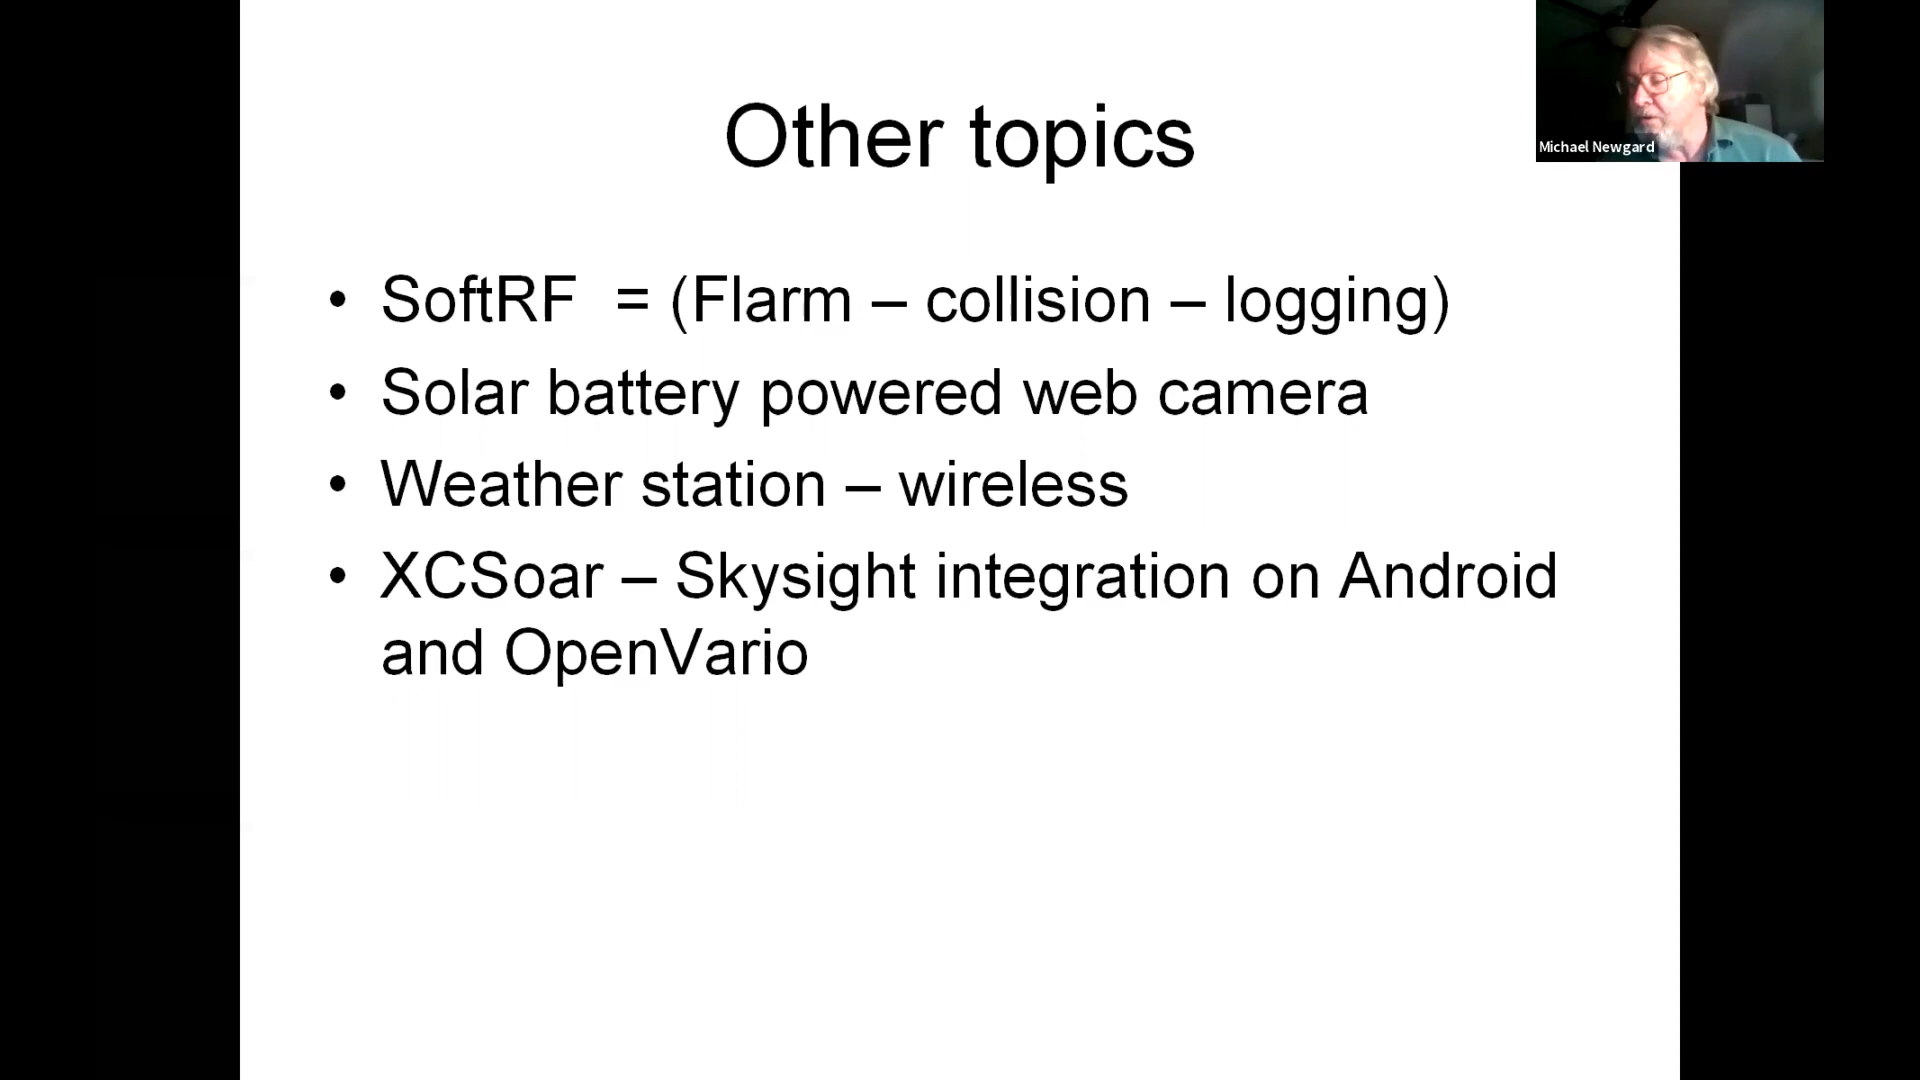 Other topics
Michael Newgard
• SoftRF  = (Flarm – collision – logging)
• Solar battery powered web camera
• Weather station – wireless
• XCSoar – Skysight integration on Android
and OpenVario